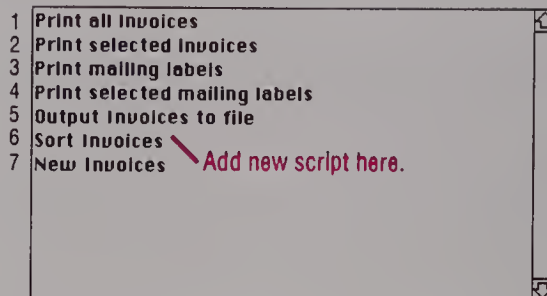 1 Print all Invoices
2 Print selected Invoices
3 Print mailing labels
4 Print selected mailing labels
5 Output Invoices to file
6 Sort Invoices
7 New Invoices
Add new script here.